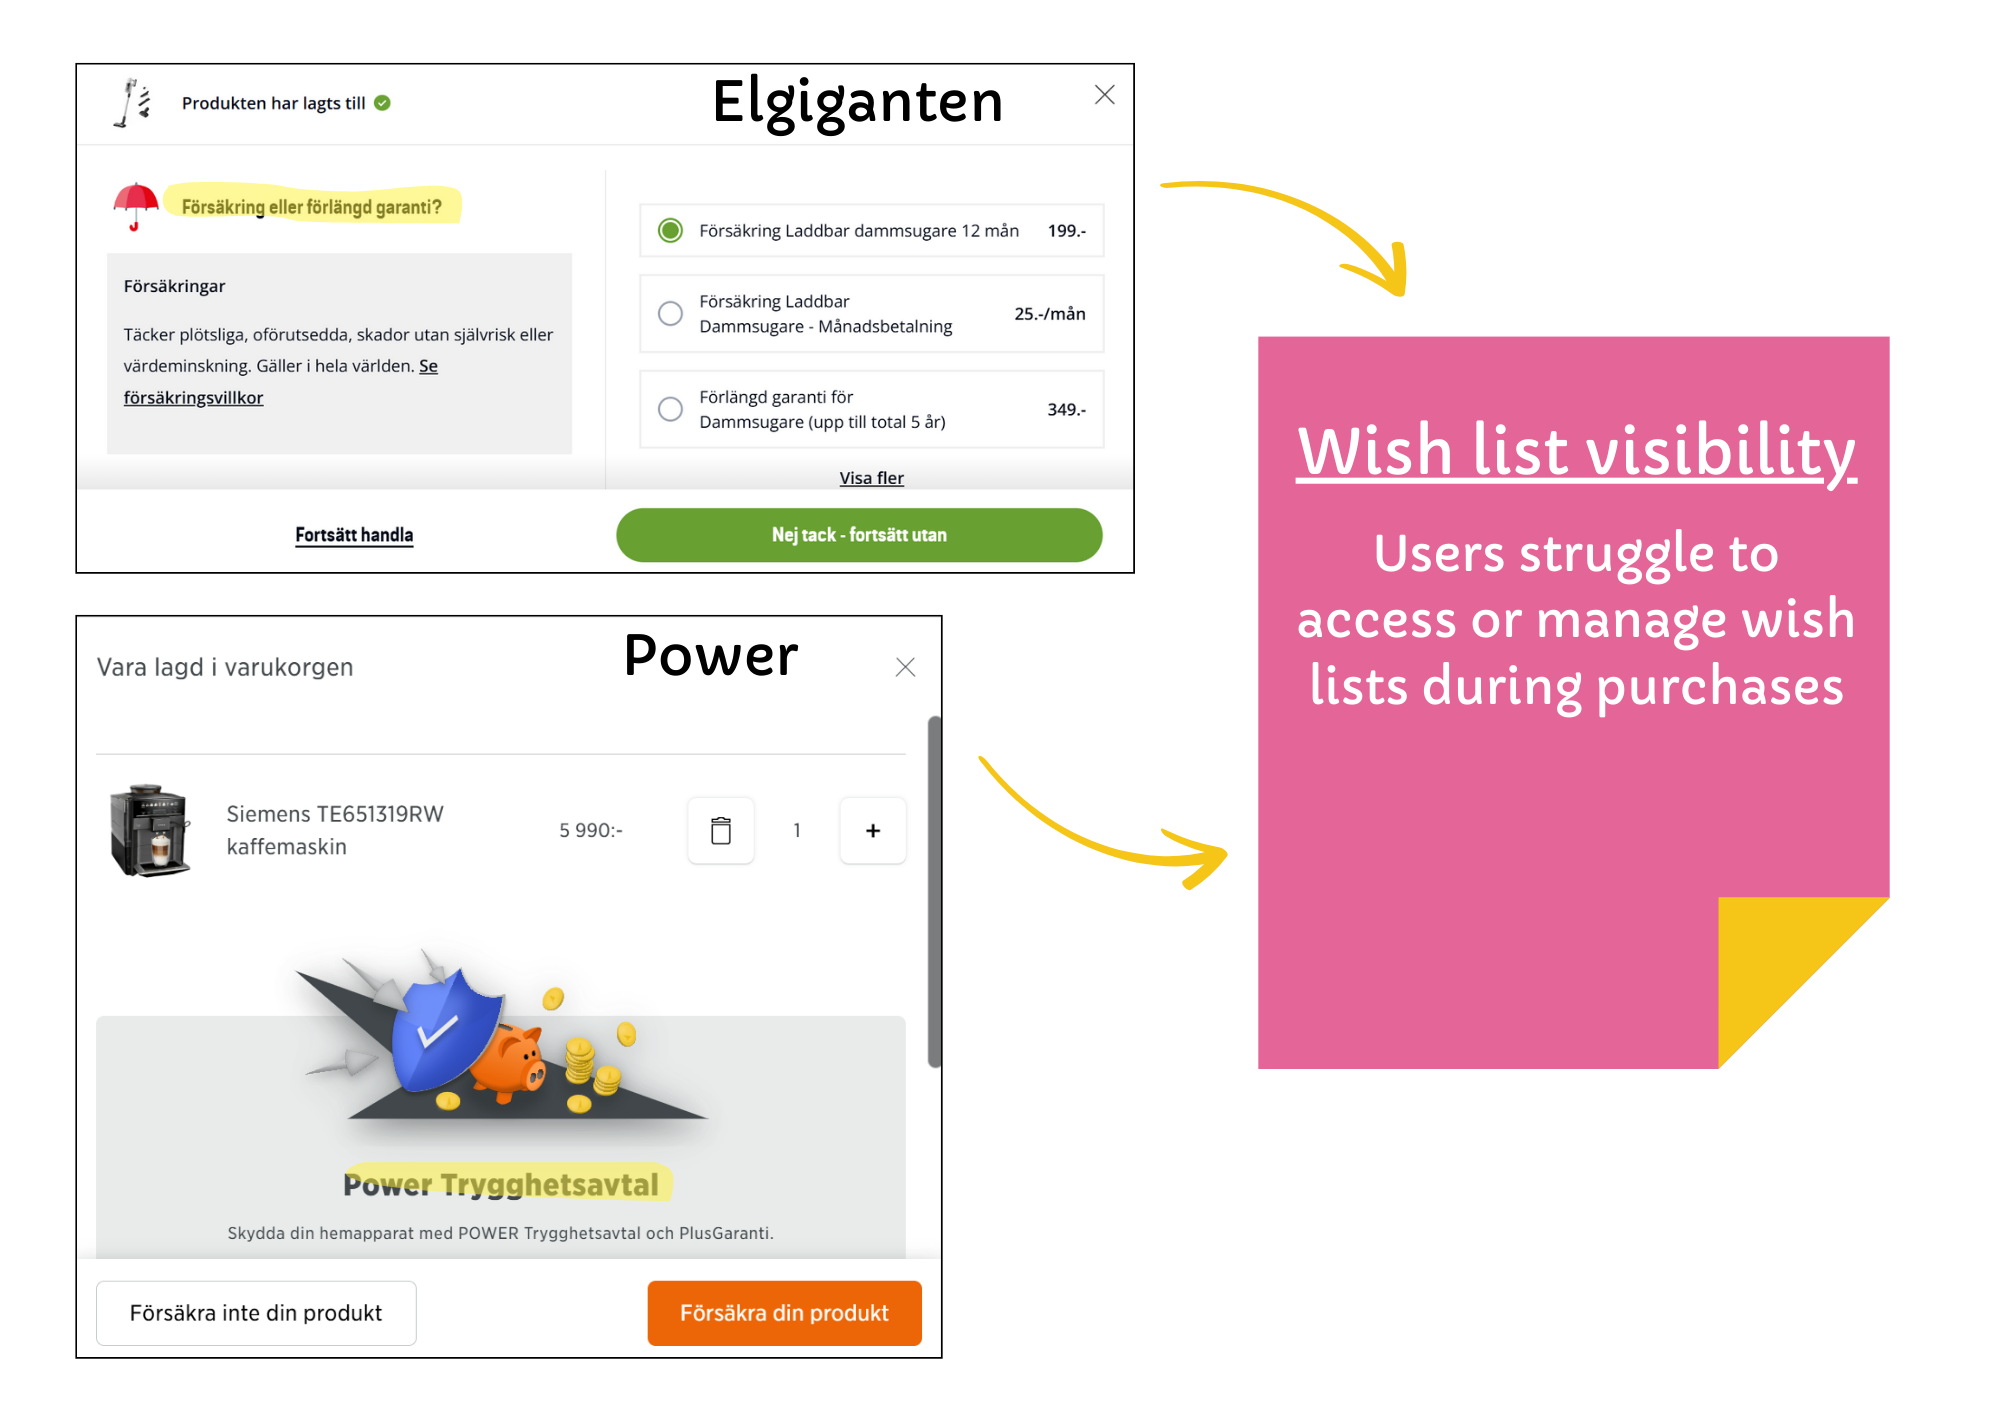 Elgiganten
Produkten har lagts till
Försäkring eller förlängd garanti?
Försäkringar
Täcker plötsliga, oförutsedda, skador utan självrisk eller
värdeminskning. Gäller i hela världen. Se
försäkringsvillkor
Försäkring Laddbar dammsugare 12 mån 199.-
Försäkring Laddbar
Dammsugare - Månadsbetalning 25.-/mån
Förlängd garanti för
Dammsugare (upp till total 5 år) 349.-
Visa fler
Fortsätt handla
Nej tack - fortsätt utan
Power
Vara lagd i varukorgen
Siemens TE651319RW
kaffemaskin
5 990:-
1
+
Power Trygghetsavtal
Skydda din hemapparat med POWER Trygghetsavtal och PlusGaranti.
Försäkra inte din produkt
Försäkra din produkt
Wish list visibility
Users struggle to
access or manage wish
lists during purchases